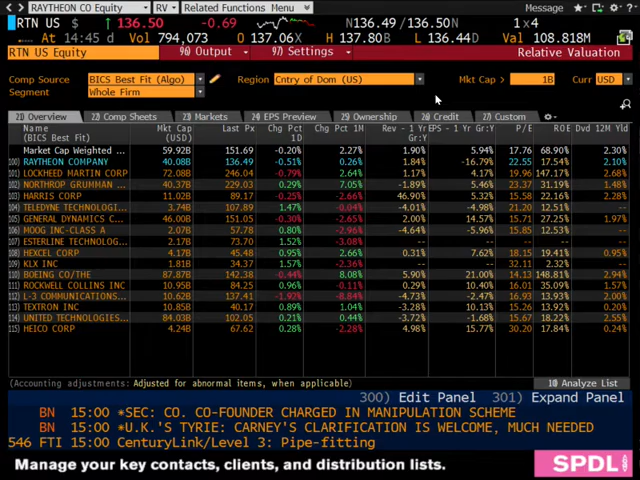 RAYTHEON CO Equity RV Related Functions Menu Message
RTN US 136.50 -0.69 N136.49 /136.50N 1x4
At 14:45 d Vol 794,073 O 137.06X H 137.80B L 136.44D Val 108.818M
RTN US Equity 96) Output 97) Settings Relative Valuation
Comp Source BICS Best Fit (Algo) Region Cntry of Dom (US) Mkt Cap > 1B Curr USD
Segment Whole Firm
21) Overview 22) Comp Sheets 23) Markets 24) EPS Preview 25) Ownership 26) Credit 27) Custom
Name Mkt Cap Last Px Chg Pct Chg Pct 1M Rev - 1 Yr EPS - 1 Yr Gr:Y P/E ROE Dvd 12M Yld
(BICS Best Fit) (USD) 1D Gr:Y
Market Cap Weighted ... 59.92B 151.69 -0.20% 2.27% 1.90% 5.94% 17.76 68.90% 2.30%
100) RAYTHEON COMPANY 40.08B 136.49 -0.51% 0.26% 1.84% -16.79% 22.55 17.54% 2.10%
101) LOCKHEED MARTIN CORP 72.08B 246.04 -0.79% 2.64% 1.17% 4.17% 19.96 147.17% 2.68%
102) NORTHROP GRUMMAN ... 40.37B 229.03 0.29% 7.05% -1.89% 5.46% 23.37 31.19% 1.48%
103) HARRIS CORP 11.02B 89.17 -0.25% -2.66% 46.90% 5.32% 15.58 22.16% 2.28%
104) TELEDYNE TECHNOLOG... 3.74B 107.89 1.47% -0.04% -4.01% -4.98% 21.20 12.51% --
105) GENERAL DYNAMICS C... 46.00B 151.05 -0.30% -2.65% 2.00% 14.57% 15.71 27.25% 1.97%
106) MOOG INC-CLASS A 2.07B 57.78 0.80% -2.96% -4.64% -5.96% 15.85 12.53% --
107) ESTERLINE TECHNOLOG... 2.17B 73.70 1.52% -3.08% -- -- -- -- --
108) HEXCEL CORP 4.17B 45.48 0.95% 2.66% 0.31% 7.62% 18.15 19.41% 0.95%
109) KLX INC 1.81B 34.37 1.57% -2.36% -- -- 32.11 2.32% --
110) BOEING CO/THE 87.87B 142.38 -0.44% 8.08% 5.90% 21.00% 14.13 148.81% 2.94%
111) ROCKWELL COLLINS INC 10.95B 84.25 0.96% -0.11% 0.29% 10.40% 16.01 35.09% 1.57%
112) L-3 COMMUNICATIONS... 10.62B 137.41 -1.92% -8.84% -4.73% -2.47% 16.93 13.93% 2.00%
113) TEXTRON INC 10.85B 40.17 0.89% 1.04% -3.28% 10.13% 15.36 13.92% 0.20%
114) UNITED TECHNOLOGIES... 84.03B 102.05 0.21% 0.44% -3.72% -1.68% 15.67 18.22% 2.55%
115) HEICO CORP 4.24B 67.62 0.28% -2.28% 4.98% 15.77% 30.20 17.84% 0.24%
(Accounting adjustments: Adjusted for abnormal items, when applicable) 10) Analyze List
300) Edit Panel 301) Expand Panel
BN 15:00 *SEC: CO. CO-FOUNDER CHARGED IN MANIPULATION SCHEME
BN 15:00 *U.K.'S TYRIE: CARNEY'S CLARIFICATION IS WELCOME, MUCH NEEDED
546 FTI 15:00 CenturyLink/Level 3: Pipe-fitting
Manage your key contacts, clients, and distribution lists. SPDL